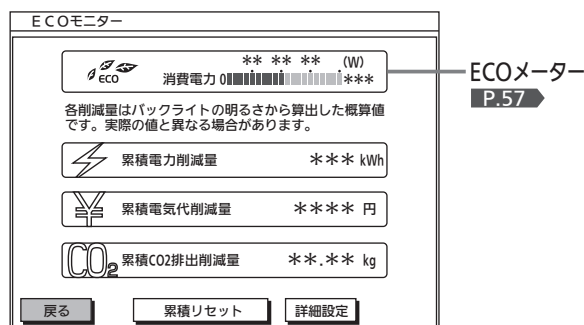 ECOモニター
** ** ** (W)
ECO 消費電力 0 ***
ECOメーター
P.57
各削減量はバックライトの明るさから算出した概算値
です。実際の値と異なる場合があります。
累積電力削減量 *** kWh
累積電気代削減量 **** 円
CO2 累積CO2排出削減量 **.** kg
戻る 累積リセット 詳細設定